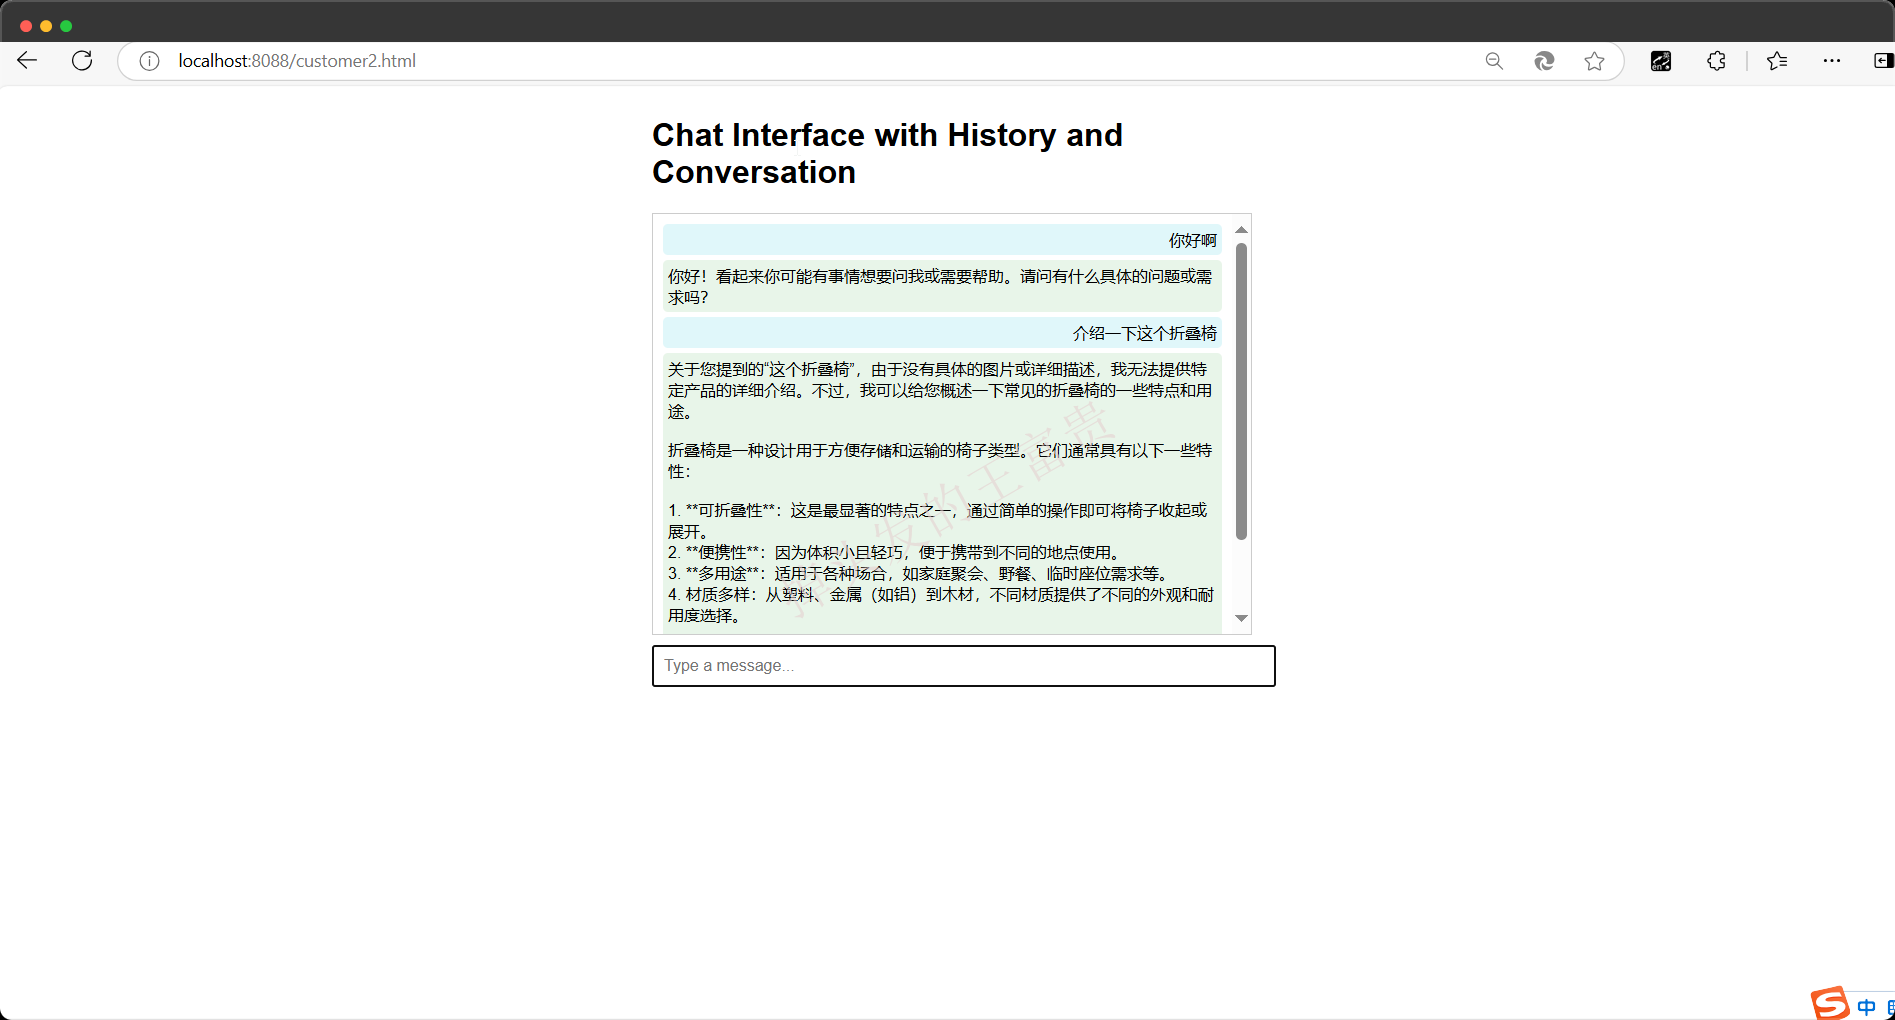 localhost:8088/customer2.html
en
Chat Interface with History and
Conversation
你好啊
你好！看起来你可能有事情想要问我或需要帮助。请问有什么具体的问题或需
求吗？
介绍一下这个折叠椅
关于您提到的“这个折叠椅”，由于没有具体的图片或详细描述，我无法提供特
定产品的详细介绍。不过，我可以给您概述一下常见的折叠椅的一些特点和用
途。
折叠椅是一种设计用于方便存储和运输的椅子类型。它们通常具有以下一些特
性：
1. **可折叠性**：这是最显著的特点之一，通过简单的操作即可将椅子收起或
展开。
2. **便携性**：因为体积小且轻巧，便于携带到不同的地点使用。
3. **多用途**：适用于各种场合，如家庭聚会、野餐、临时座位需求等。
4. 材质多样：从塑料、金属（如铝）到木材，不同材质提供了不同的外观和耐
用度选择。
发的王富贵
Type a message...
中